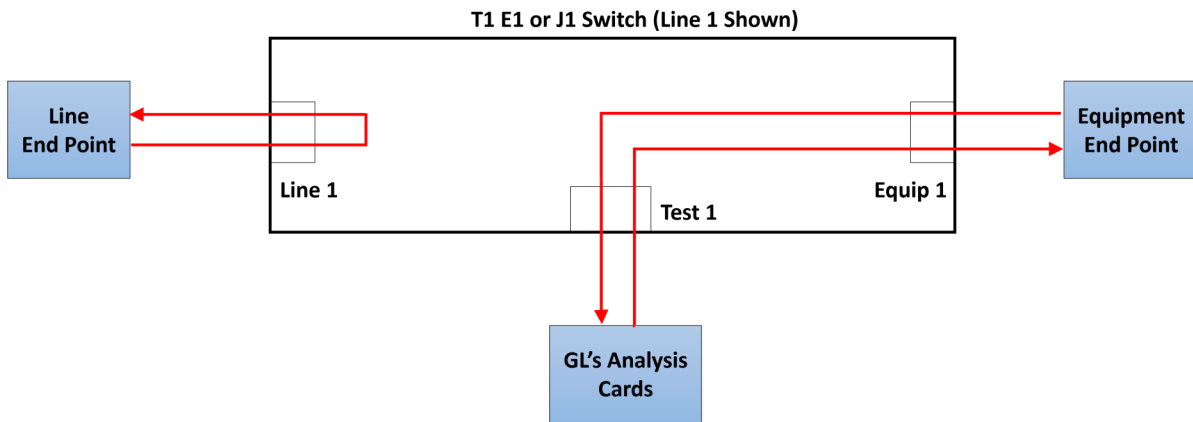 T1 E1 or J1 Switch (Line 1 Shown)
Line
End Point
Equipment
End Point
Line 1
Equip 1
Test 1
GL's Analysis
Cards